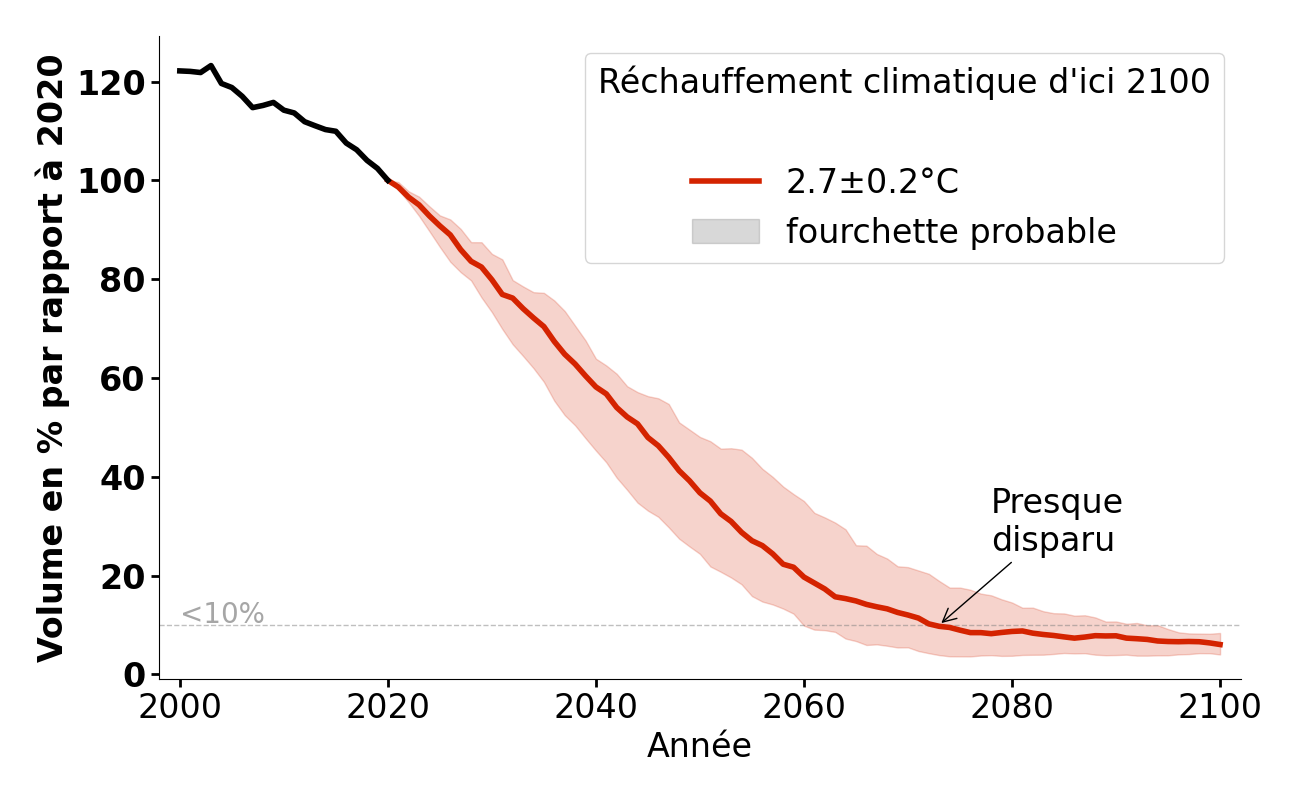 Volume en % par rapport à 2020
120
100
80
60
40
20
0
Réchauffement climatique d'ici 2100
2.7±0.2°C
fourchette probable
Presque
disparu
<10%
2000
2020
2040
2060
2080
2100
Année